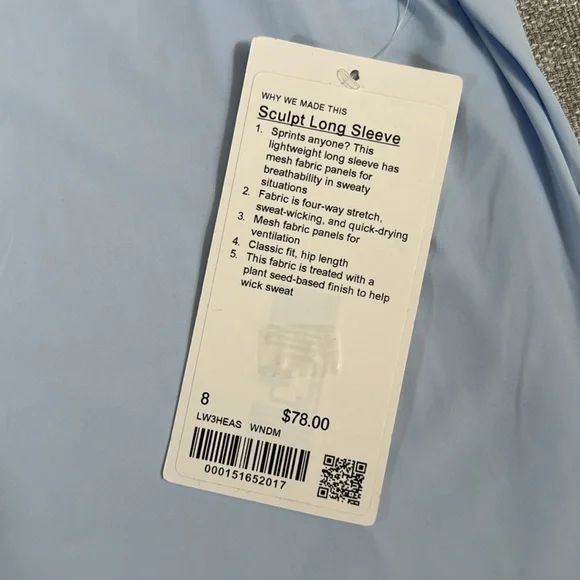 WHY WE MADE THIS
Sculpt Long Sleeve
1. Sprints anyone? This
lightweight long sleeve has
mesh fabric panels for
breathability in sweaty
situations
2. Fabric is four-way stretch,
sweat-wicking, and quick-drying
3. Mesh fabric panels for
ventilation
4. Classic fit, hip length
5. This fabric is treated with a
plant seed-based finish to help
wick sweat
8 $78.00
LW3HEAS WNDM
000151652017